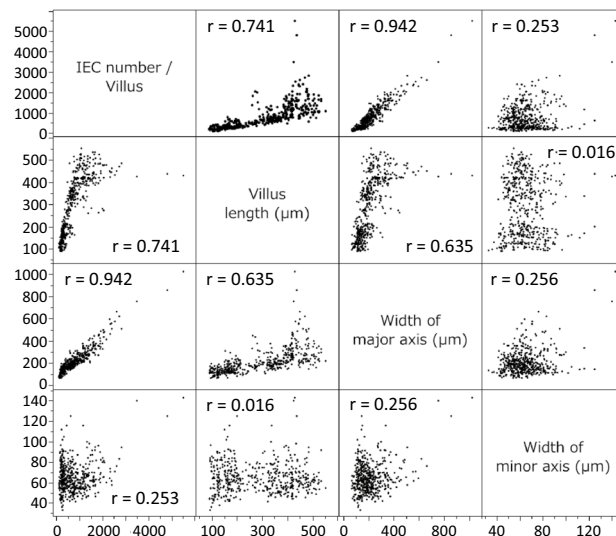 r = 0.741
r = 0.942
r = 0.253
5000
4000
3000
2000
1000
0
IEC number /
Villus
r = 0.016
500
400
300
200
100
Villus
length (μm)
r = 0.741
r = 0.635
r = 0.942
r = 0.635
r = 0.256
1000
800
600
400
200
0
Width of
major axis (μm)
r = 0.016
r = 0.256
140
120
100
80
60
40
Width of
minor axis (μm)
r = 0.253
0 2000 4000
100 300 500
0 400 800
40 80 120